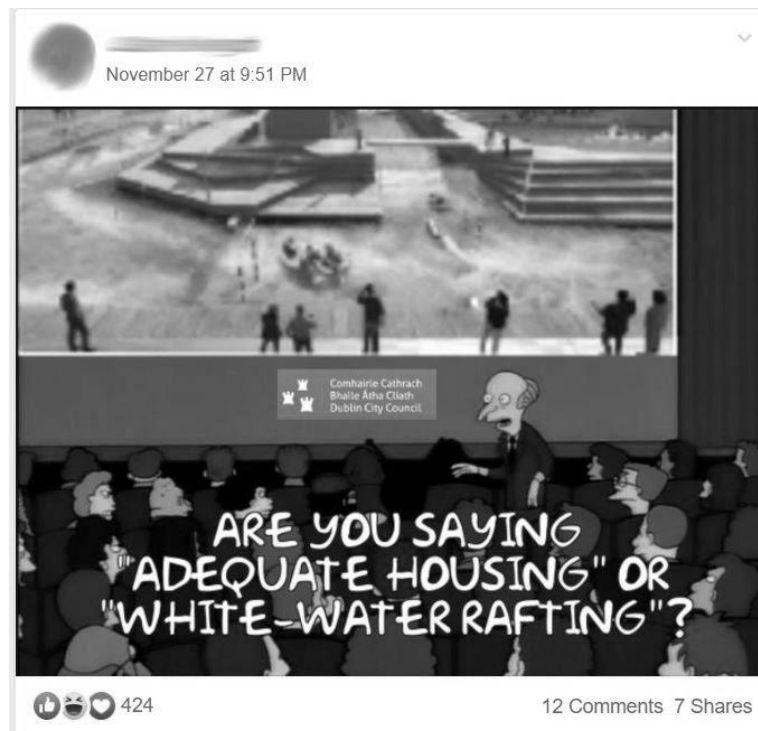 November 27 at 9:51 PM
Comhairle Cathrach
Bhaile Átha Cliath
Dublin City Council
ARE YOU SAYING
"ADEQUATE HOUSING" OR
"WHITE-WATER RAFTING"?
424
12 Comments 7 Shares